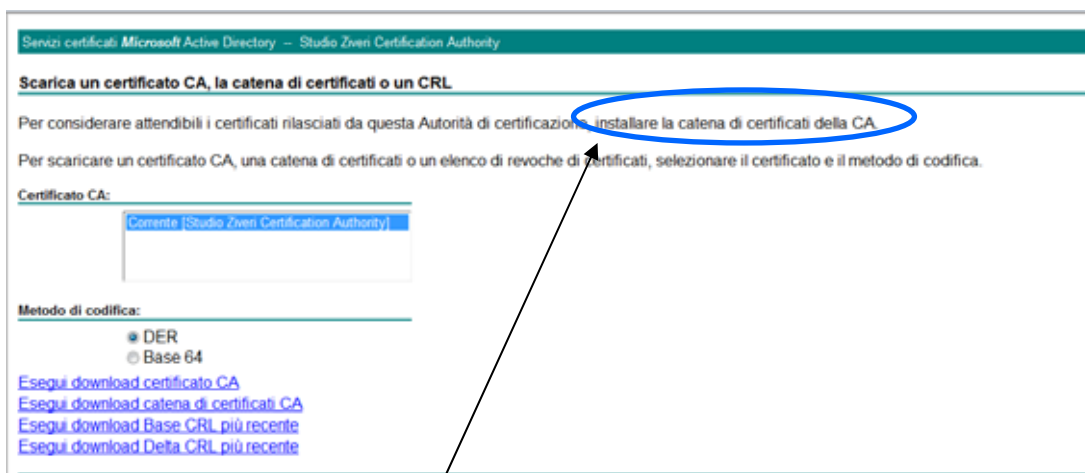 Servizi certificati Microsoft Active Directory – Studio Ziveri Certification Authority
Scarica un certificato CA, la catena di certificati o un CRL
Per considerare attendibili i certificati rilasciati da questa Autorità di certificazione, installare la catena di certificati della CA.
Per scaricare un certificato CA, una catena di certificati o un elenco di revoche di certificati, selezionare il certificato e il metodo di codifica.
Certificato CA:
Corrente [Studio Ziveri Certification Authority]
Metodo di codifica:
DER
Base 64
Esegui download certificato CA
Esegui download catena di certificati CA
Esegui download Base CRL più recente
Esegui download Delta CRL più recente